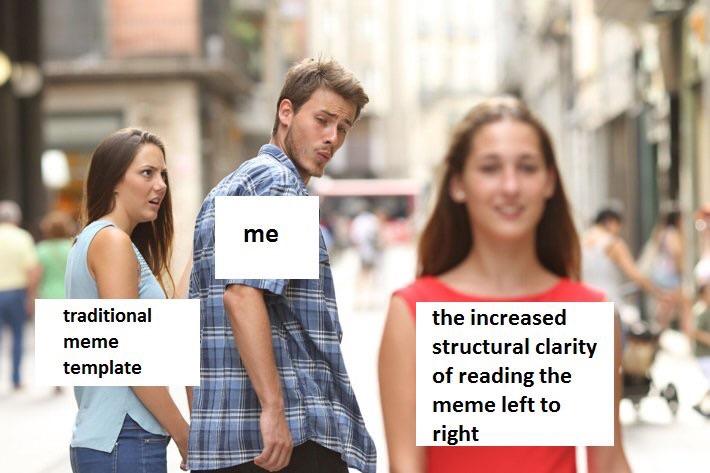 traditional
meme
template
me
the increased
structural clarity
of reading the
meme left to
right